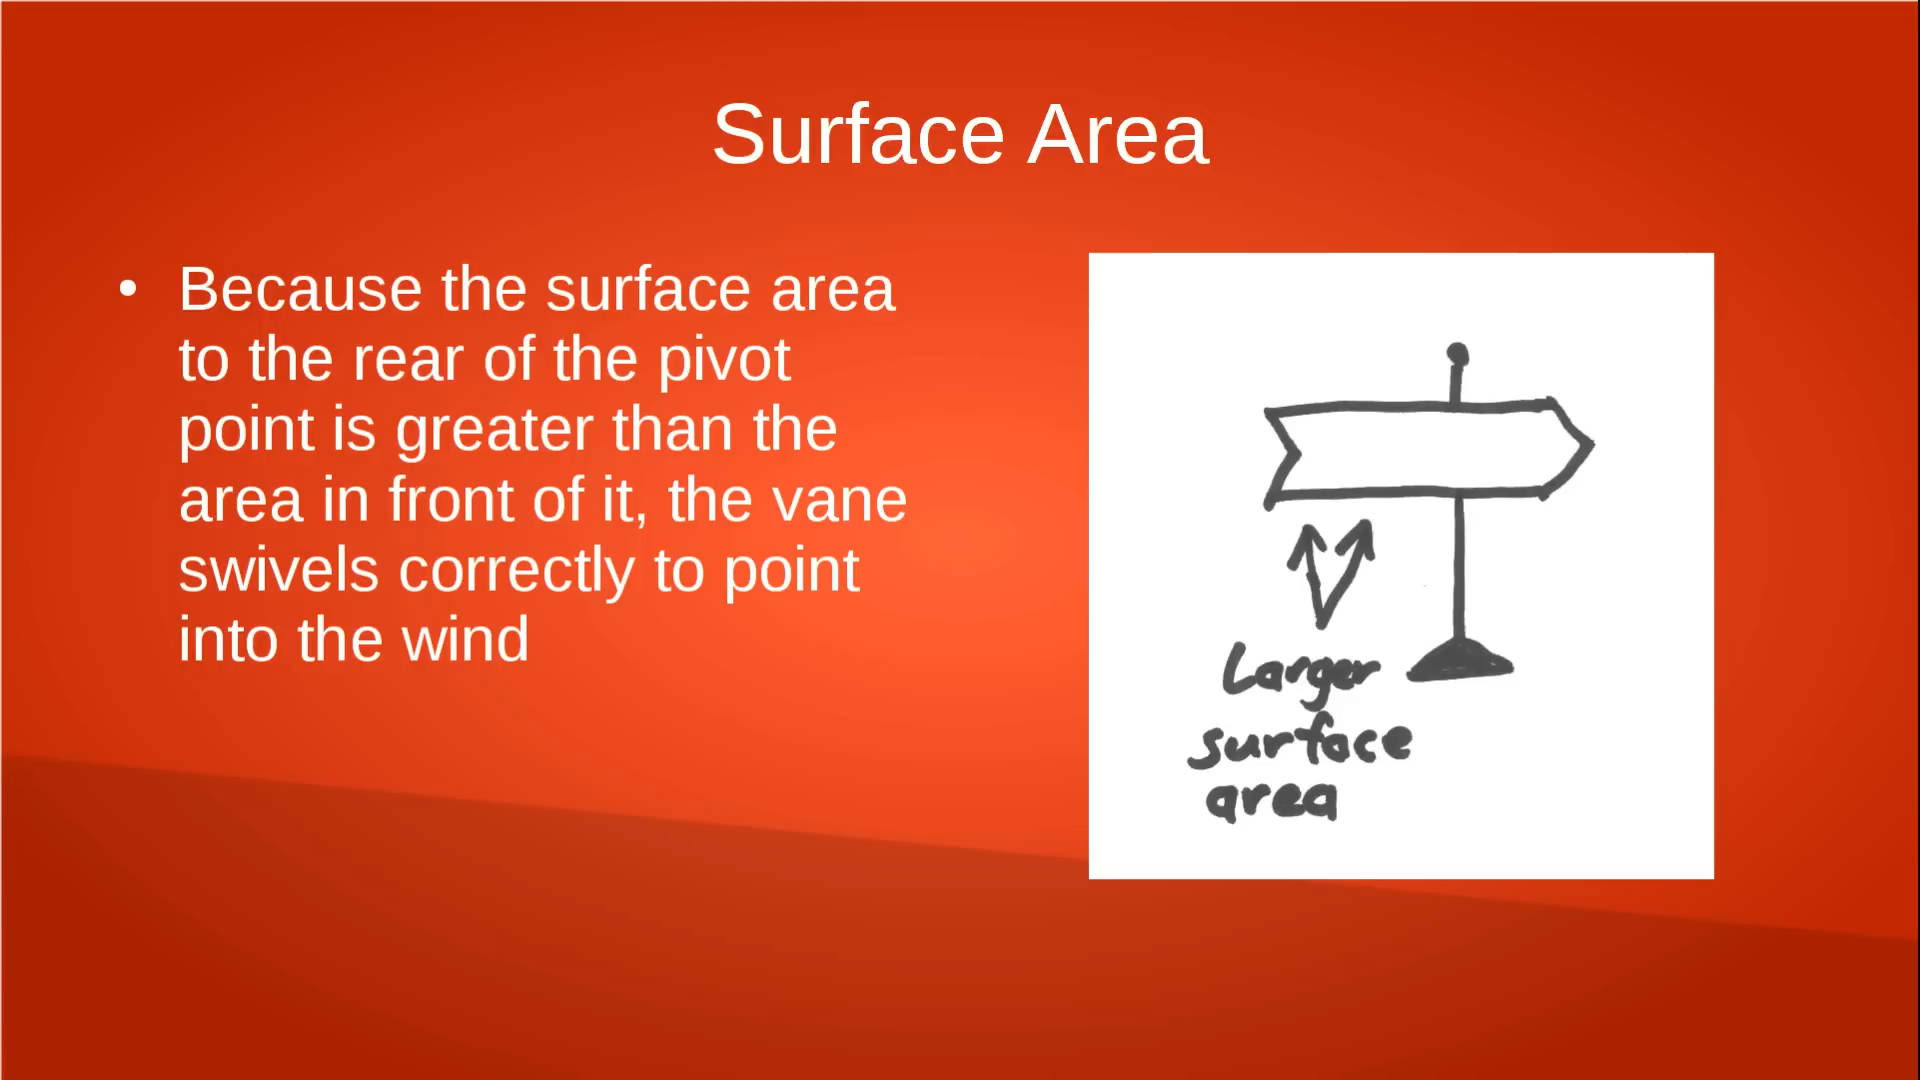 Surface Area
• Because the surface area
to the rear of the pivot
point is greater than the
area in front of it, the vane
swivels correctly to point
into the wind
Larger
surface
area